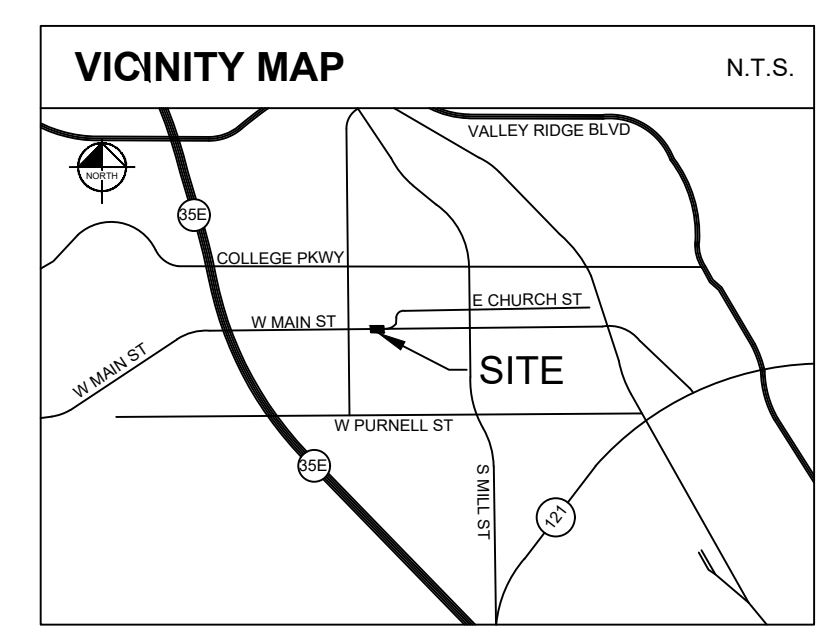 VICINITY MAP
N.T.S.
VALLEY RIDGE BLVD
NORTH
35E
COLLEGE PKWY
E CHURCH ST
W MAIN ST
W MAIN ST
SITE
W PURNELL ST
35E
S MILL ST
121